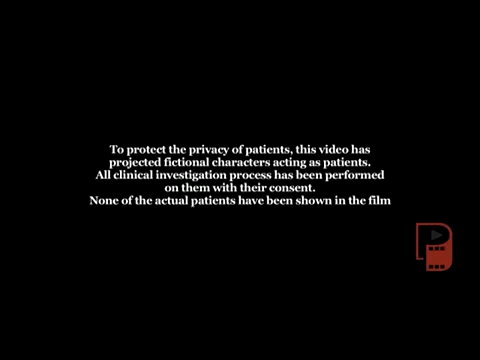 To protect the privacy of patients, this video has
projected fictional characters acting as patients.
All clinical investigation process has been performed
on them with their consent.
None of the actual patients have been shown in the film